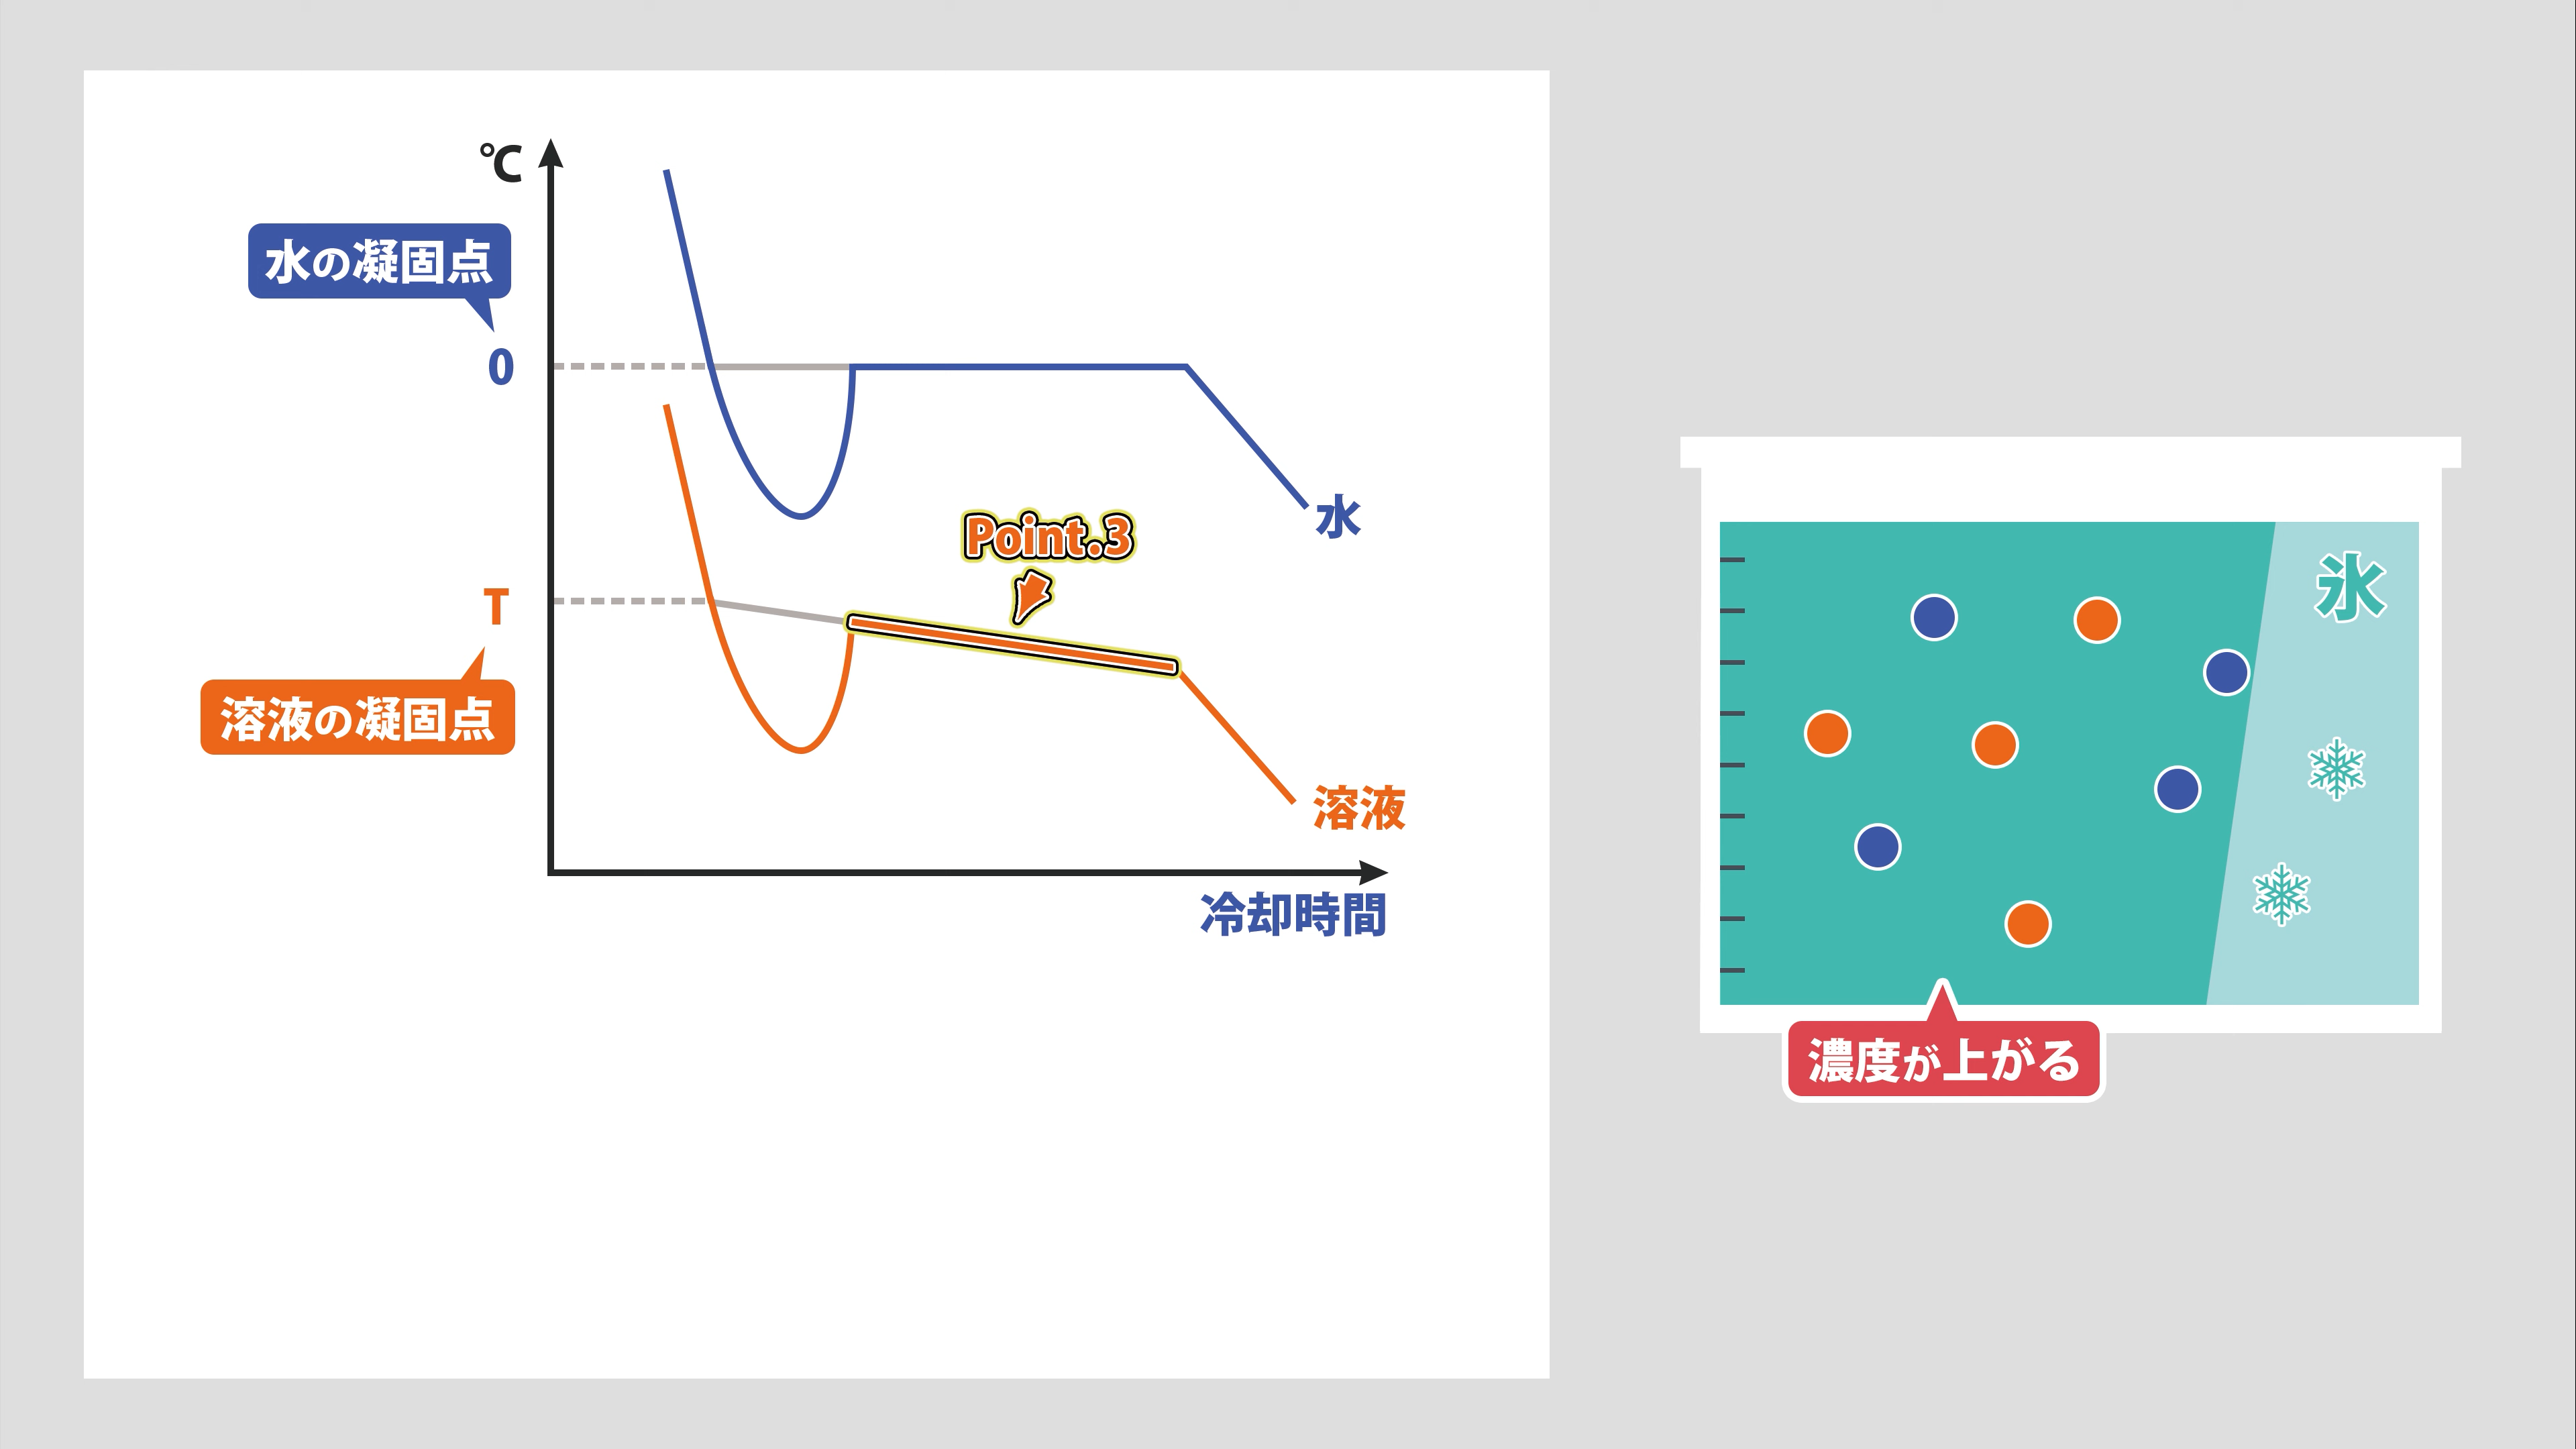 ℃
水の凝固点
0
Point.3
水
T
溶液の凝固点
溶液
冷却時間
氷
濃度が上がる